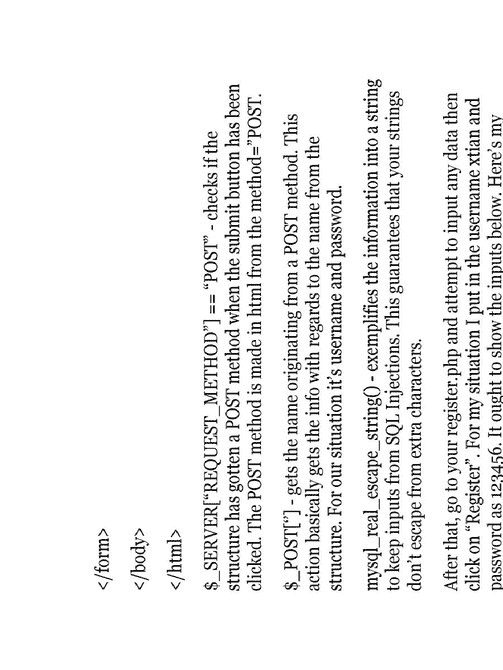 </form>
</body>
</html>
$_SERVER[“REQUEST_METHOD”] == “POST” - checks if the
structure has gotten a POST method when the submit button has been
clicked. The POST method is made in html from the method=”POST.
$_POST[‘’] - gets the name originating from a POST method. This
action basically gets the info with regards to the name from the
structure. For our situation it’s username and password.
mysql_real_escape_string() - exemplifies the information into a string
to keep inputs from SQL Injections. This guarantees that your strings
don’t escape from extra characters.
After that, go to your register.php and attempt to input any data then
click on “Register”. For my situation I put in the username xtian and
password as 123456. It ought to show the inputs below. Here’s my